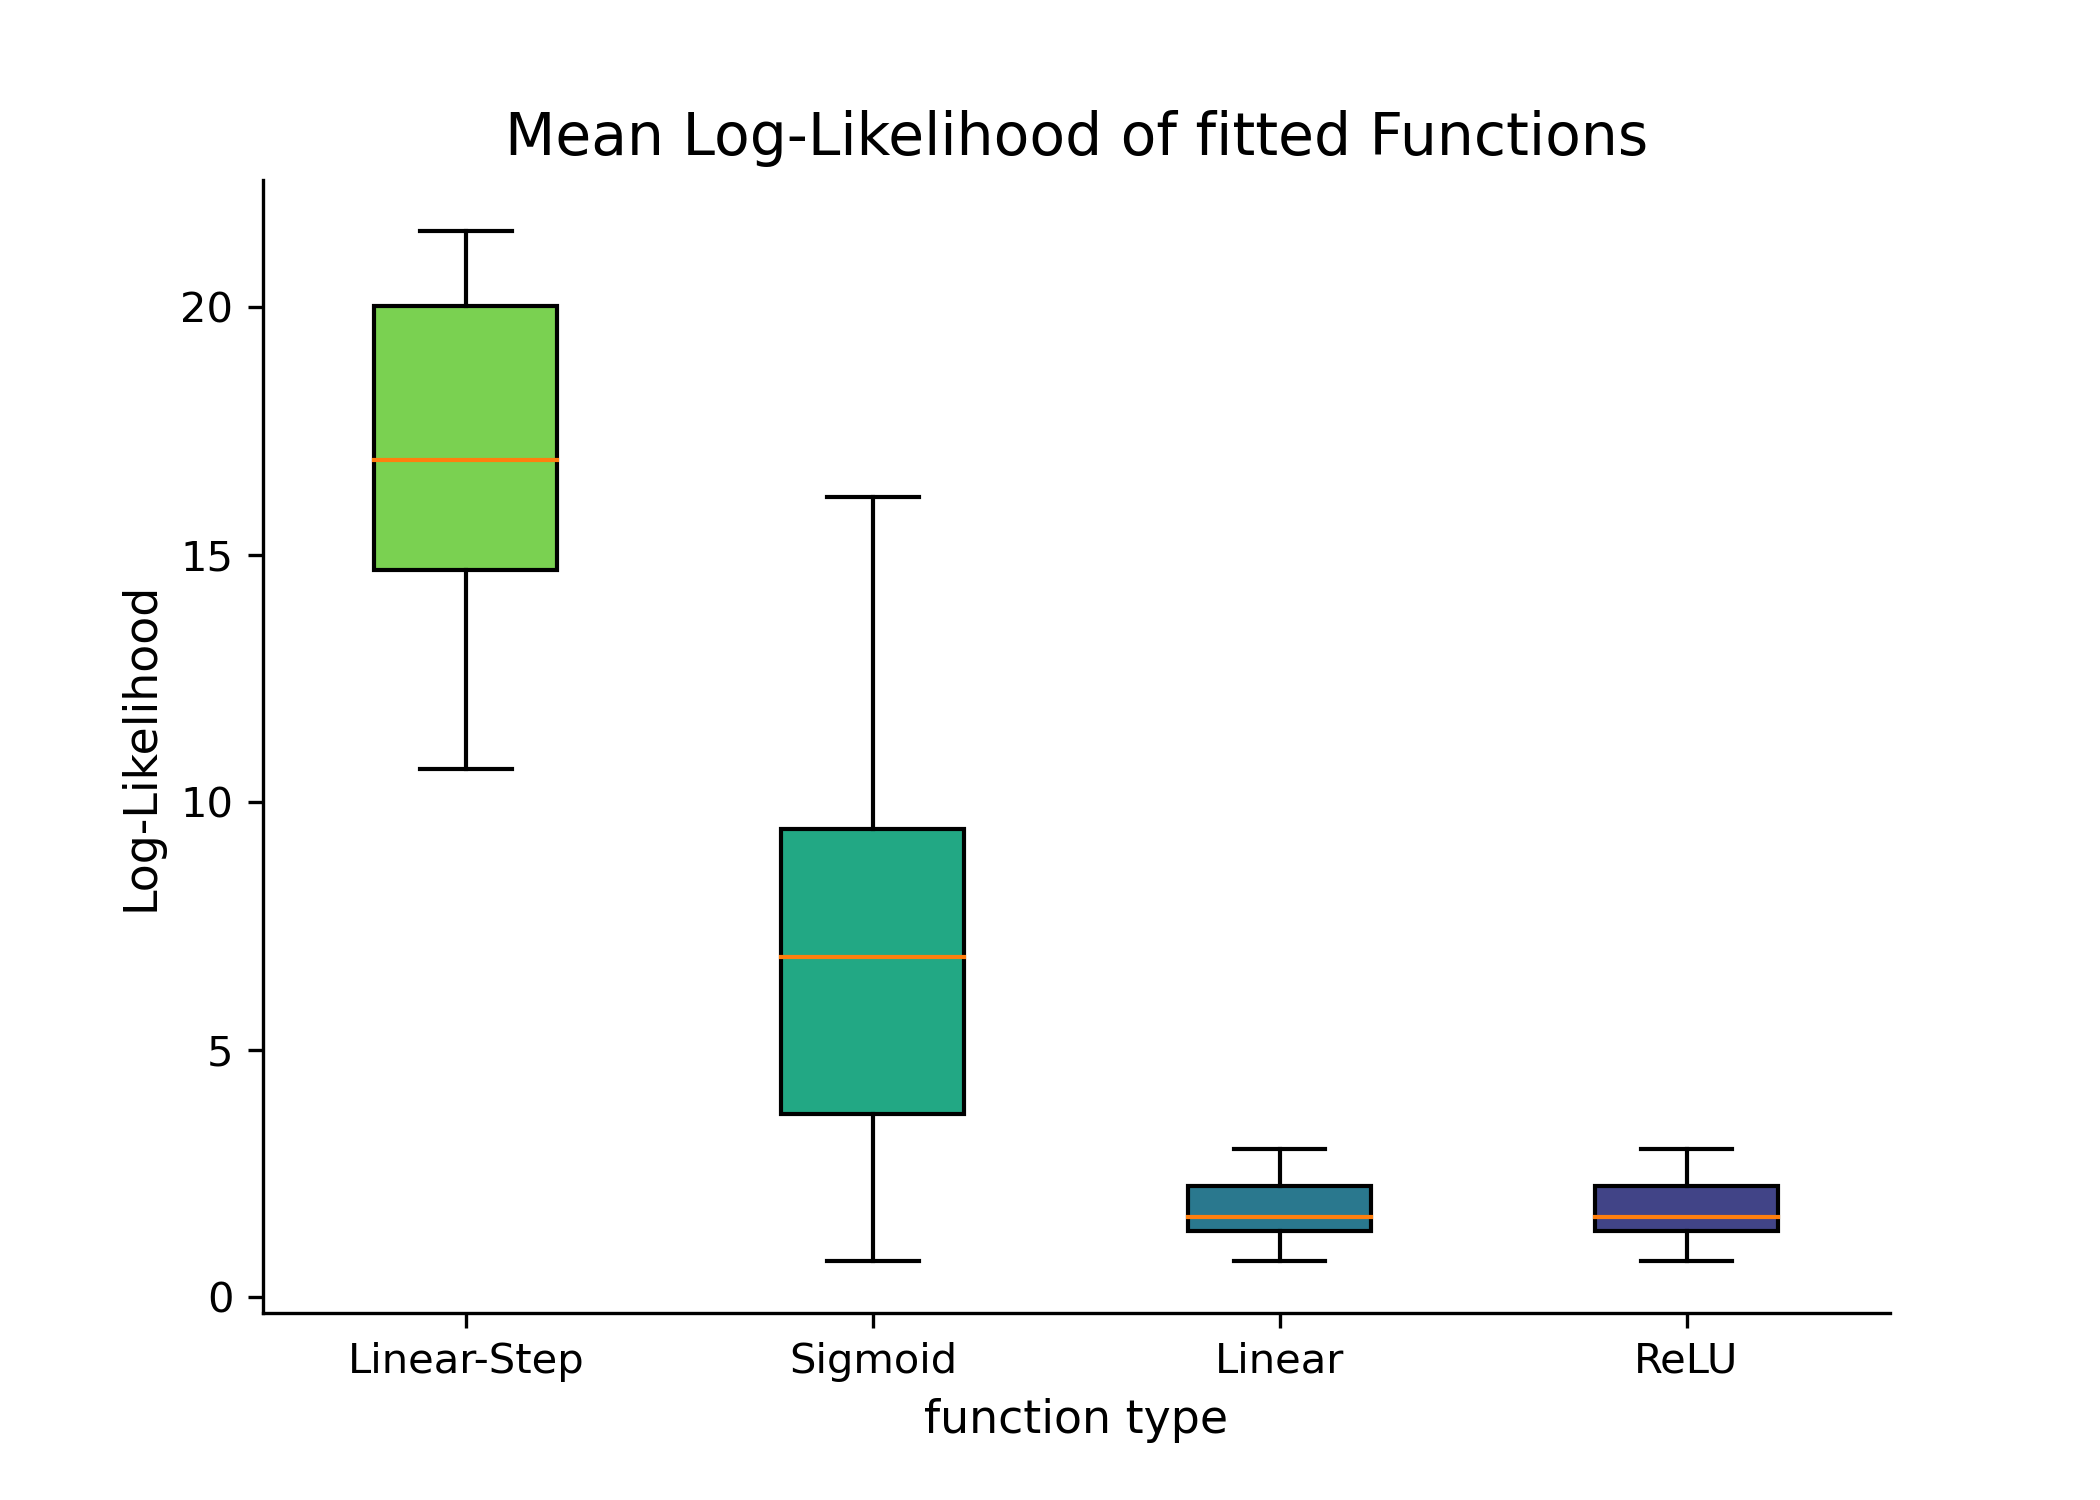 Mean Log-Likelihood of fitted Functions
Log-Likelihood
20
15
10
5
0
Linear-Step Sigmoid Linear ReLU
function type